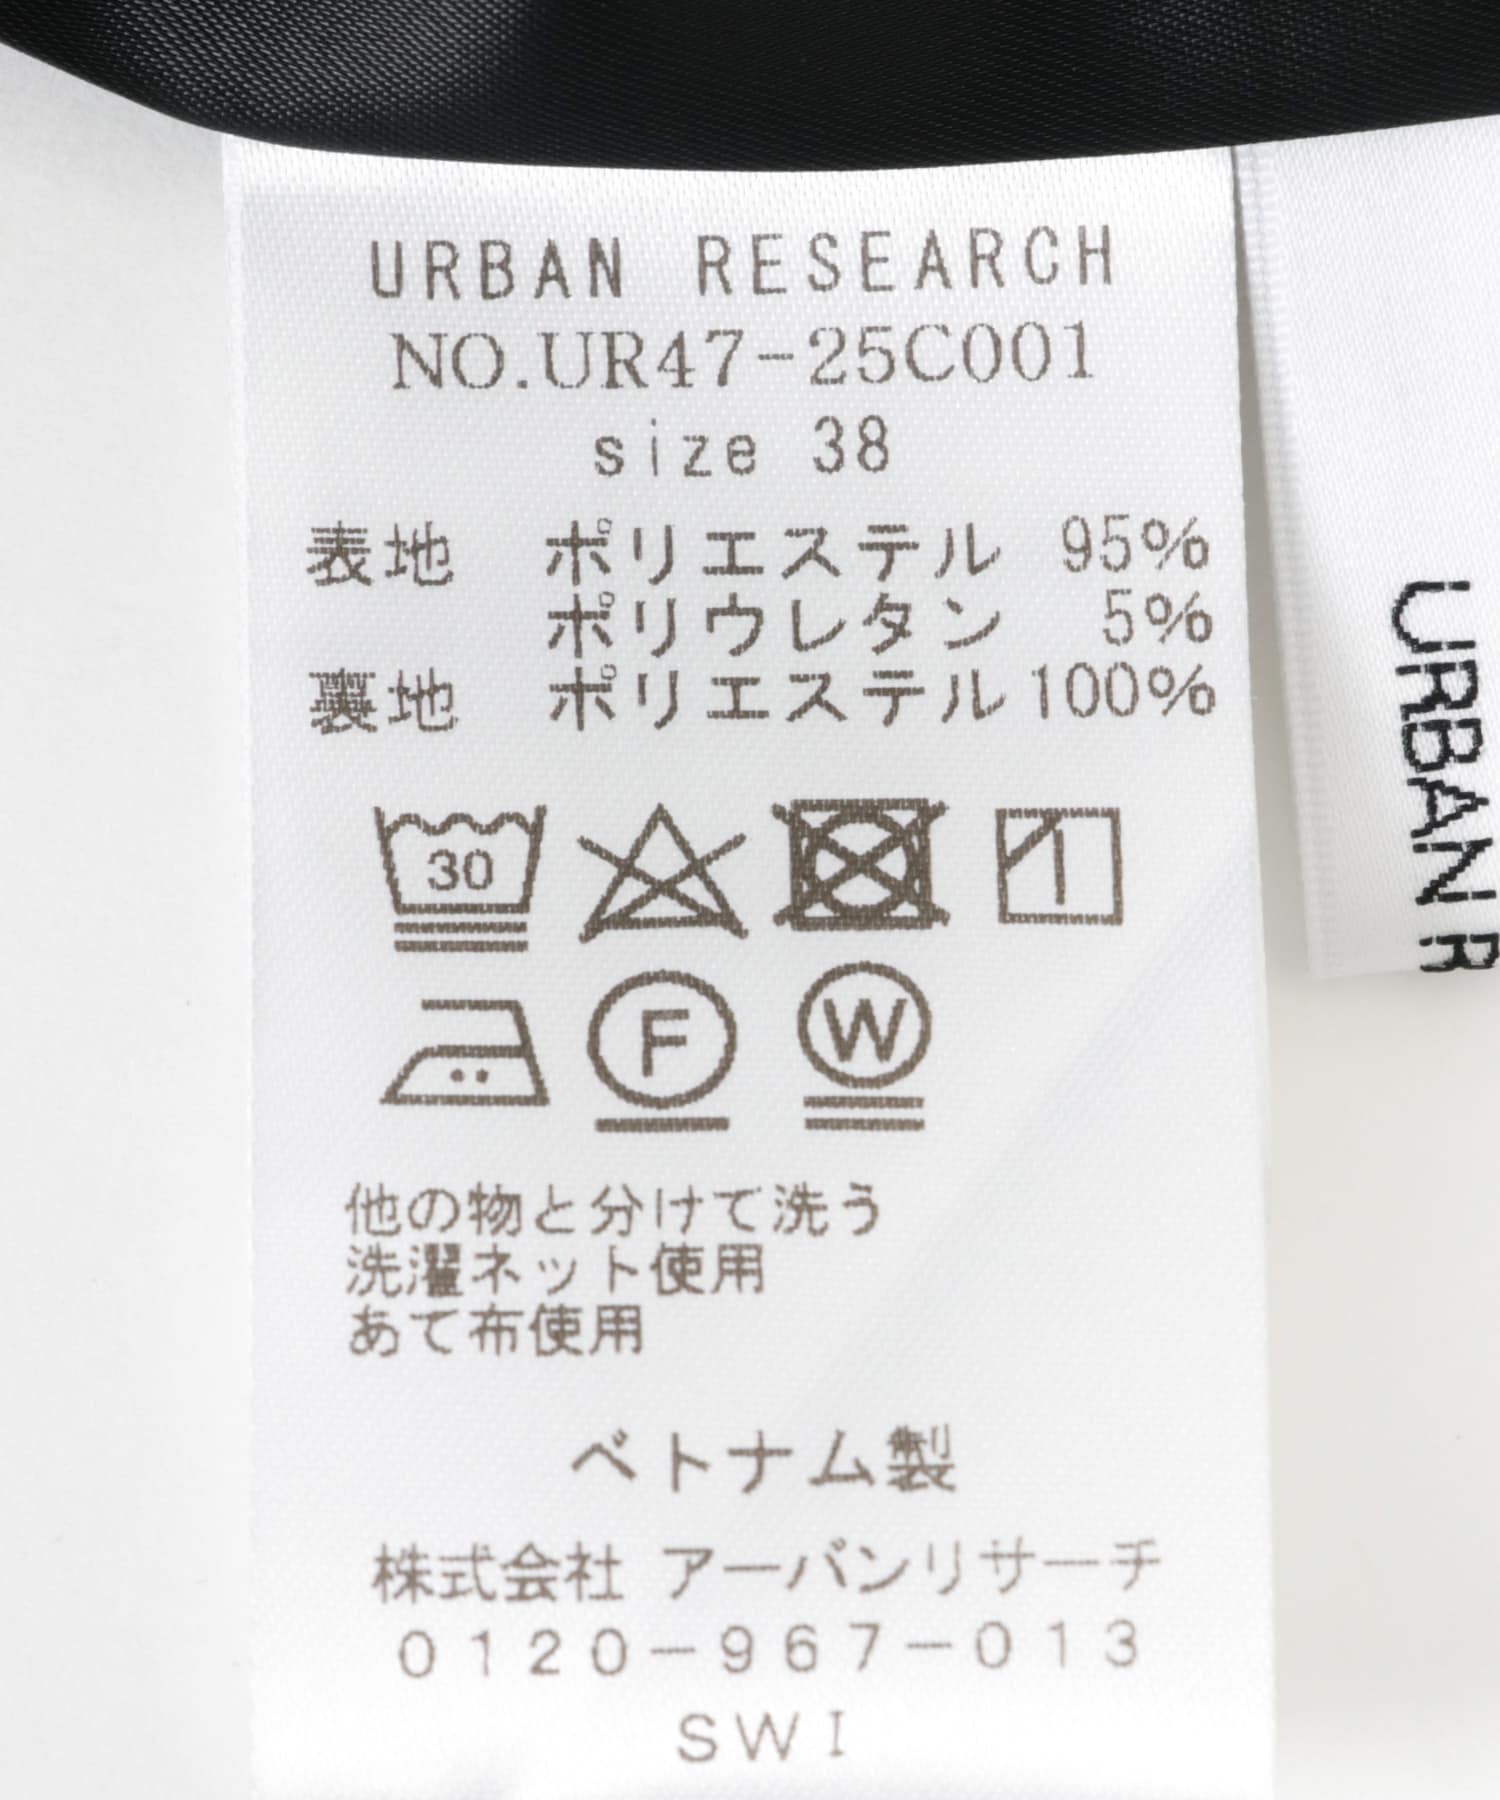 URBAN RESEARCH
NO.UR47-25C001
size 38
表地 ポリエステル 95%
ポリウレタン 5%
裏地 ポリエステル 100%
30
F
W
他の物と分けて洗う
洗濯ネット使用
あて布使用
ベトナム製
株式会社 アーバンリサーチ
0120-967-013
SWI
URBAN R